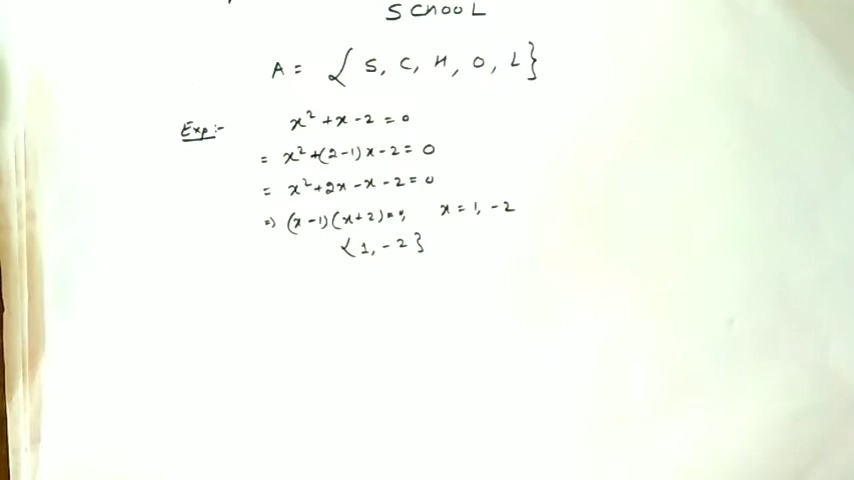 SCHOOL
A = { S, C, H, O, L }
Exp :- x² + x - 2 = 0
= x² + (2-1) x - 2 = 0
= x² + 2x - x - 2 = 0
=> (x-1) (x+2) = 0, x = 1, -2
{ 1, -2 }